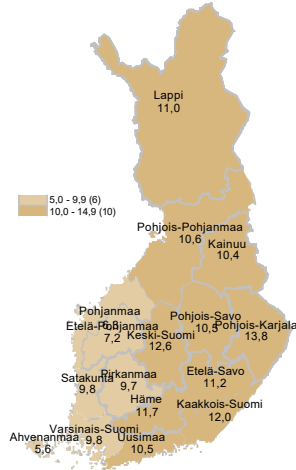 Lappi
11,0
5,0 - 9,9 (6)
10,0 - 14,9 (10)
Pohjois-Pohjanmaa
10,6
Kainuu
10,4
Pohjanmaa
6,8
Etelä-Pohjanmaa
7,2
Keski-Suomi
12,6
Pohjois-Savo
10,5
Pohjois-Karjala
13,8
Satakunta
9,8
Pirkanmaa
9,7
Etelä-Savo
11,2
Häme
11,7
Kaakkois-Suomi
12,0
Ahvenanmaa
5,6
Varsinais-Suomi
9,8
Uusimaa
10,5